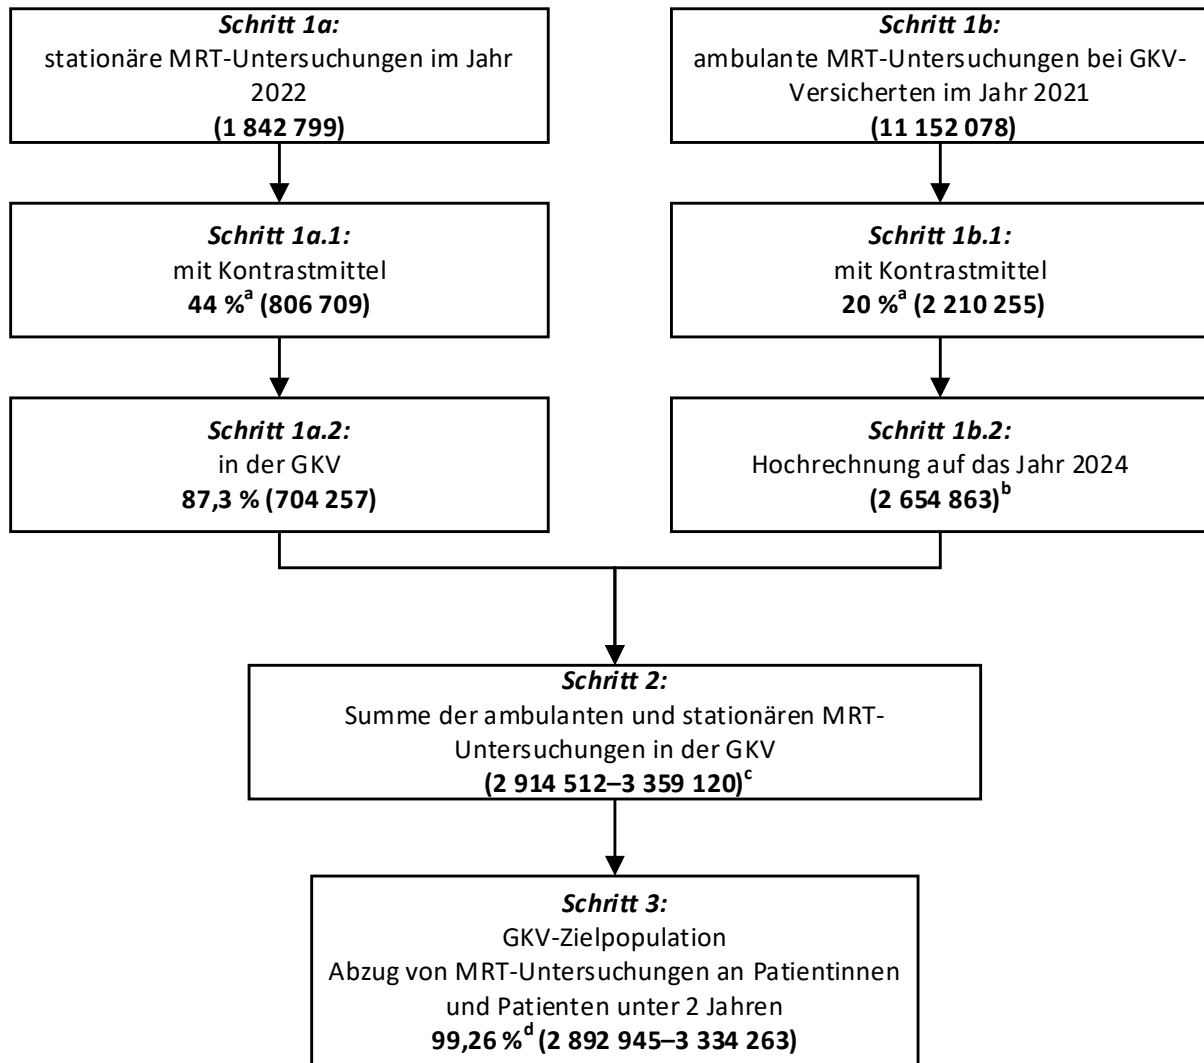 Schritt 1a:
stationäre MRT-Untersuchungen im Jahr
2022
(1 842 799)
Schritt 1b:
ambulante MRT-Untersuchungen bei GKV-
Versicherten im Jahr 2021
(11 152 078)
Schritt 1a.1:
mit Kontrastmittel
44 %a (806 709)
Schritt 1b.1:
mit Kontrastmittel
20 %a (2 210 255)
Schritt 1a.2:
in der GKV
87,3 % (704 257)
Schritt 1b.2:
Hochrechnung auf das Jahr 2024
(2 654 863)b
Schritt 2:
Summe der ambulanten und stationären MRT-
Untersuchungen in der GKV
(2 914 512–3 359 120)c
Schritt 3:
GKV-Zielpopulation
Abzug von MRT-Untersuchungen an Patientinnen
und Patienten unter 2 Jahren
99,26 %d (2 892 945–3 334 263)